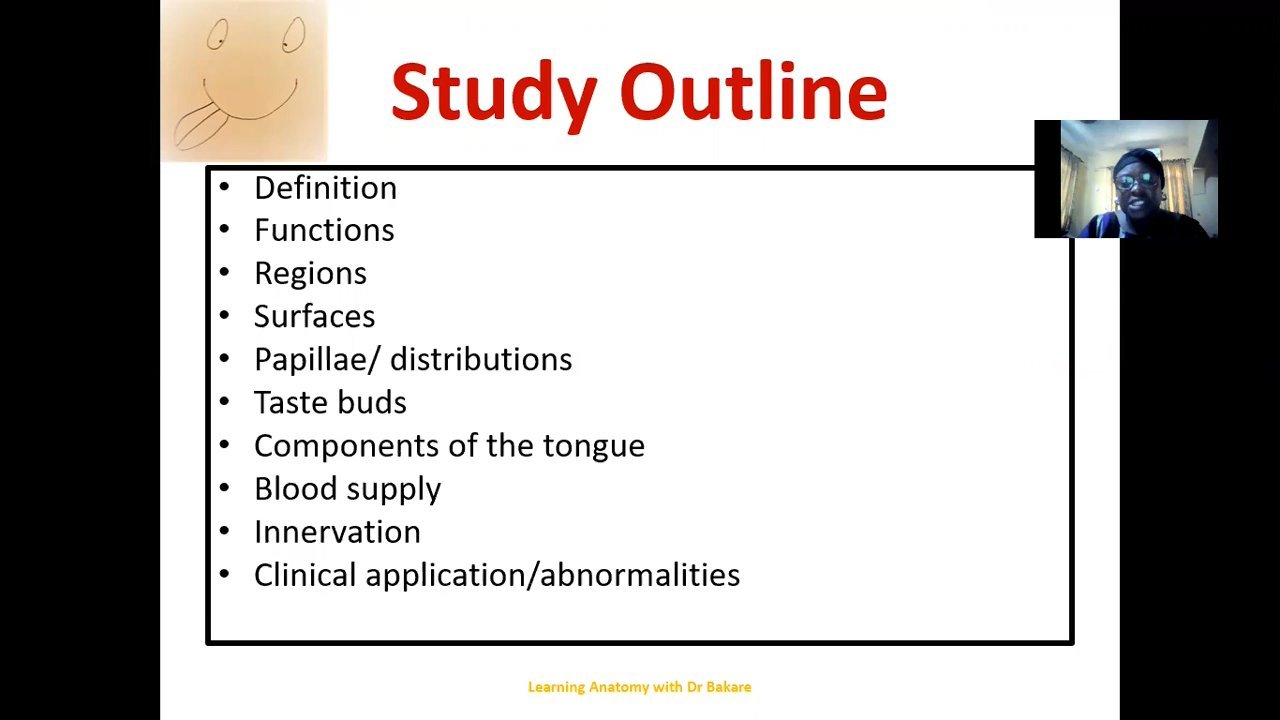 Study Outline
• Definition
• Functions
• Regions
• Surfaces
• Papillae/ distributions
• Taste buds
• Components of the tongue
• Blood supply
• Innervation
• Clinical application/abnormalities
Learning Anatomy with Dr Bakare